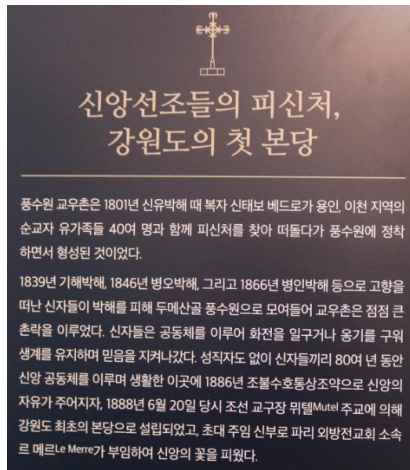 신앙선조들의 피신처,
강원도의 첫 본당
풍수원 교우촌은 1801년 신유박해 때 복자 신태보 베드로가 용인, 이천 지역의
순교자 유가족들 40여 명과 함께 피신처를 찾아 떠돌다가 풍수원에 정착
하면서 형성된 것이었다.
1839년 기해박해, 1846년 병오박해, 그리고 1866년 병인박해 등으로 고향을
떠난 신자들이 박해를 피해 두메산골 풍수원으로 모여들어 교우촌은 점점 큰
촌락을 이루었다. 신자들은 공동체를 이루어 화전을 일구거나 옹기를 구워
생계를 유지하며 믿음을 지켜나갔다. 성직자도 없이 신자들끼리 80여 년 동안
신앙 공동체를 이루며 생활한 이곳에 1886년 조불수호통상조약으로 신앙의
자유가 주어지자, 1888년 6월 20일 당시 조선 교구장 뮈텔Mutel 주교에 의해
강원도 최초의 본당으로 설립되었고, 초대 주임 신부로 파리 외방전교회 소속
르 메르Le Merre가 부임하여 신앙의 꽃을 피웠다.